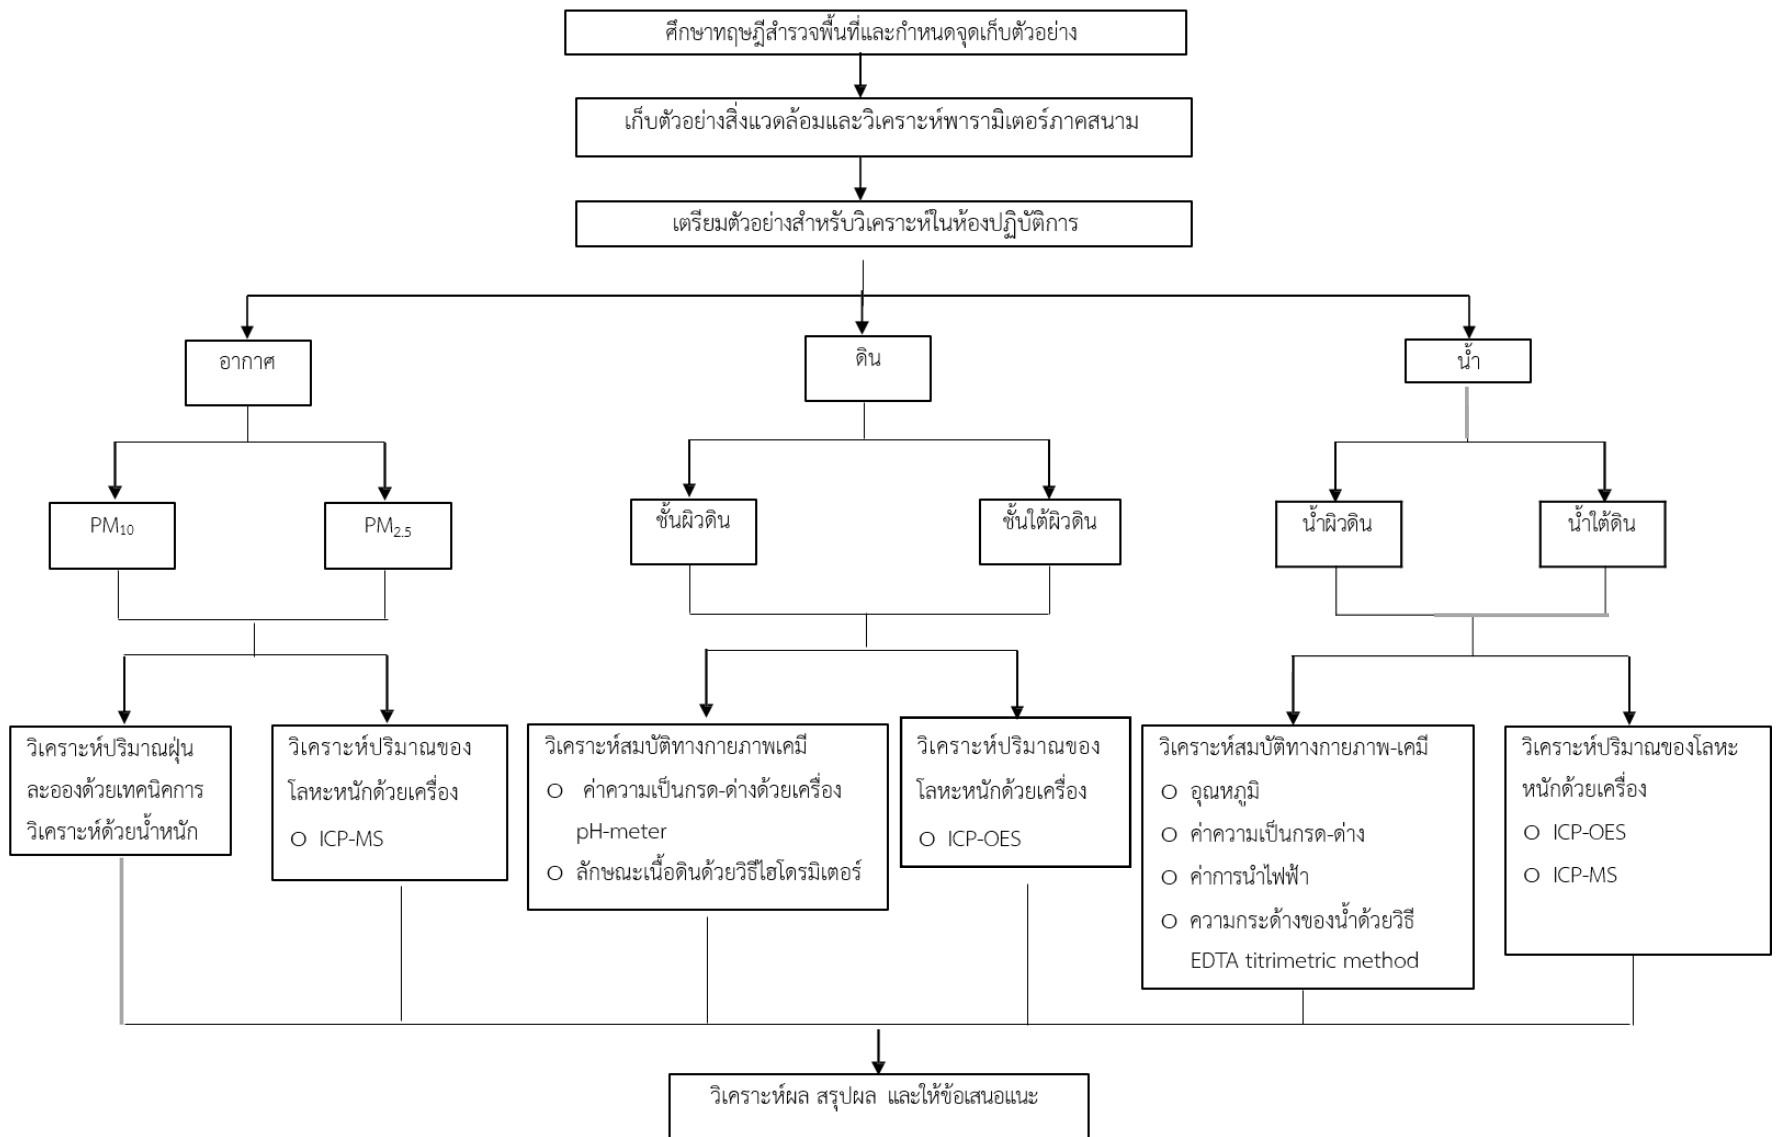 ศึกษาทฤษฎีสำรวจพื้นที่และกำหนดจุดเก็บตัวอย่าง
เก็บตัวอย่างสิ่งแวดล้อมและวิเคราะห์พารามิเตอร์ภาคสนาม
เตรียมตัวอย่างสำหรับวิเคราะห์ในห้องปฏิบัติการ
อากาศ
ดิน
น้ำ
PM10
PM2.5
ชั้นผิวดิน
ชั้นใต้ผิวดิน
น้ำผิวดิน
น้ำใต้ดิน
วิเคราะห์ปริมาณฝุ่น
ละอองด้วยเทคนิคการ
วิเคราะห์ด้วยน้ำหนัก
วิเคราะห์ปริมาณของ
โลหะหนักด้วยเครื่อง
O ICP-MS
วิเคราะห์สมบัติทางกายภาพเคมี
O ค่าความเป็นกรด-ด่างด้วยเครื่อง
pH-meter
O ลักษณะเนื้อดินด้วยวิธีไฮโดรมิเตอร์
วิเคราะห์ปริมาณของ
โลหะหนักด้วยเครื่อง
O ICP-OES
วิเคราะห์สมบัติทางกายภาพ-เคมี
O อุณหภูมิ
O ค่าความเป็นกรด-ด่าง
O ค่าการนำไฟฟ้า
O ความกระด้างของน้ำด้วยวิธี
EDTA titrimetric method
วิเคราะห์ปริมาณของโลหะ
หนักด้วยเครื่อง
O ICP-OES
O ICP-MS
วิเคราะห์ผล สรุปผล และให้ข้อเสนอแนะ